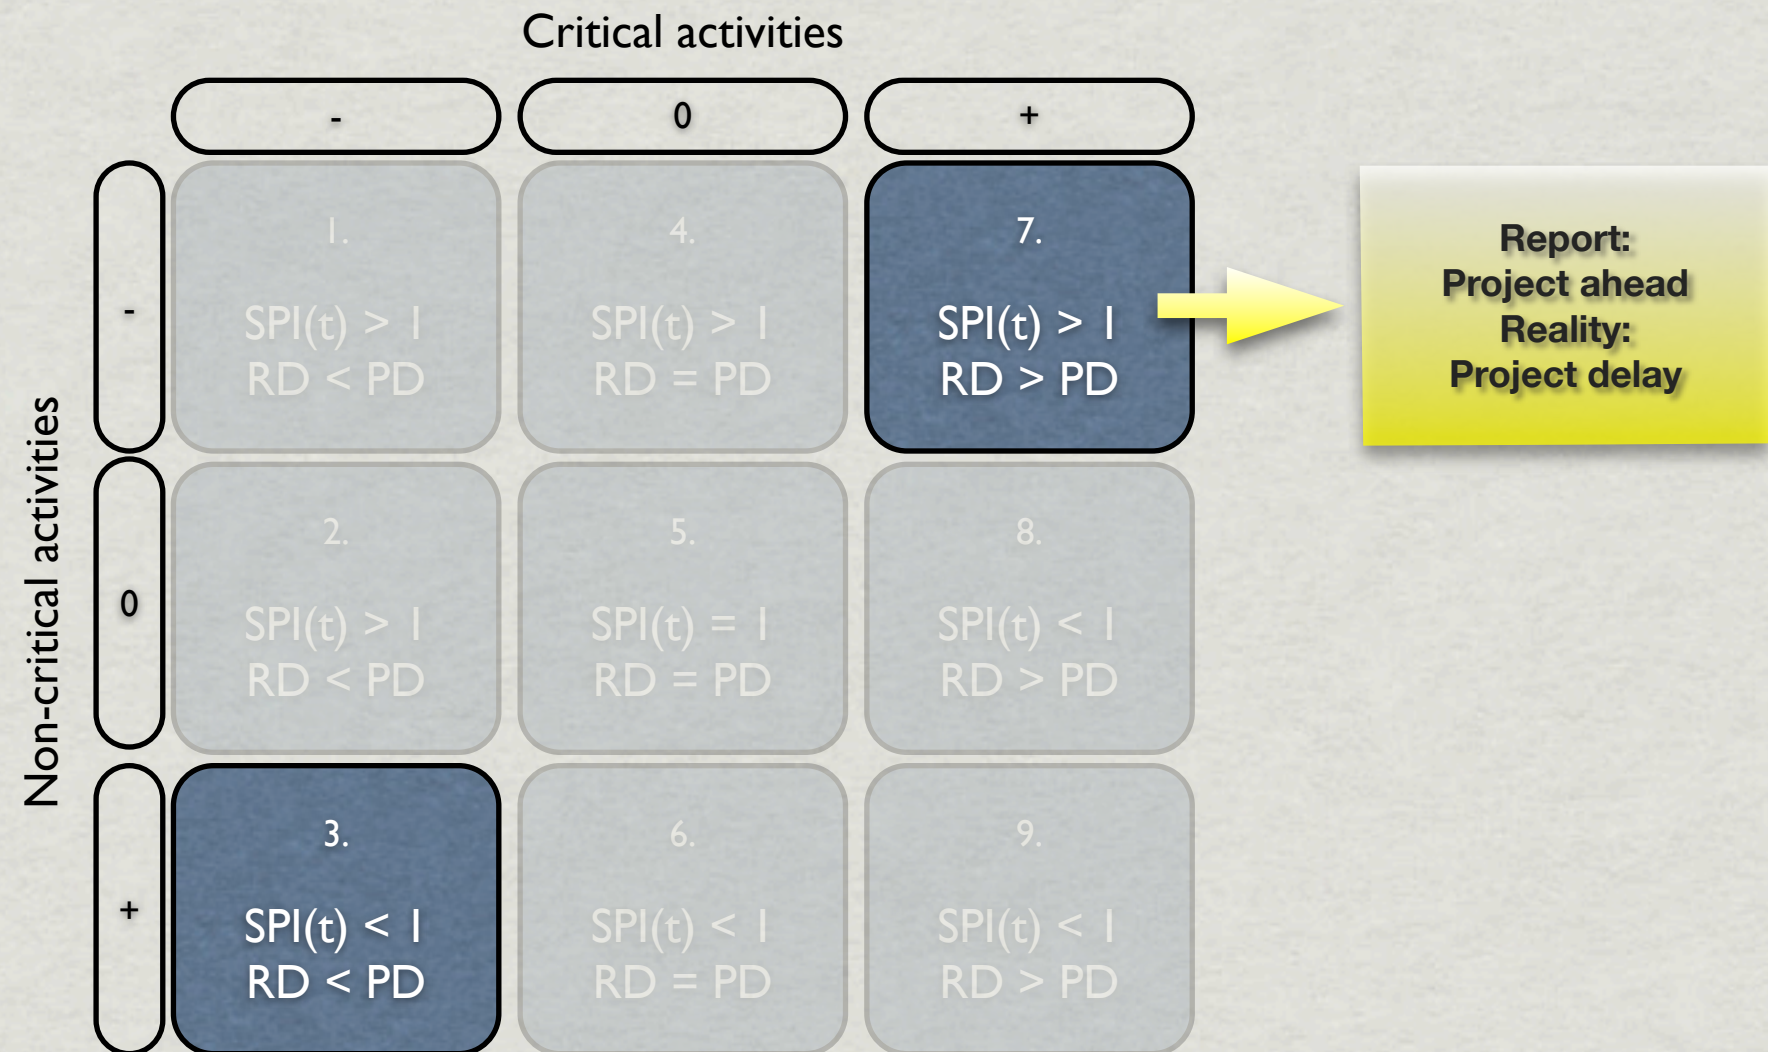 Critical activities
- 0 +
Non-critical activities
-
1.
SPI(t) > 1
RD < PD
4.
SPI(t) > 1
RD = PD
7.
SPI(t) > 1
RD > PD
Report:
Project ahead
Reality:
Project delay
0
2.
SPI(t) > 1
RD < PD
5.
SPI(t) = 1
RD = PD
8.
SPI(t) < 1
RD > PD
+
3.
SPI(t) < 1
RD < PD
6.
SPI(t) < 1
RD = PD
9.
SPI(t) < 1
RD > PD